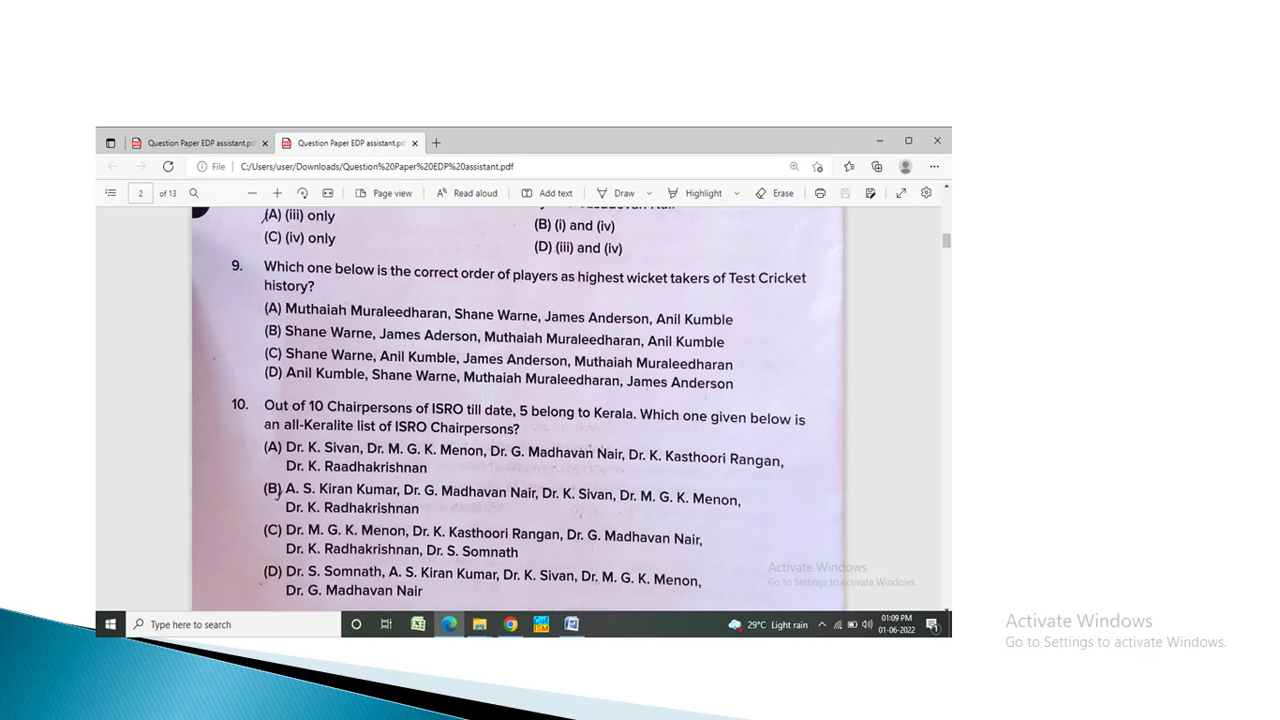 Question Paper EDP assistant.pdf
Question Paper EDP assistant.pdf
File C:/Users/user/Downloads/Question%20Paper%20EDP%20assistant.pdf
2 of 13 Page view Read aloud Add text Draw Highlight Erase
(A) (iii) only
(B) (i) and (iv)
(C) (iv) only
(D) (iii) and (iv)
9. Which one below is the correct order of players as highest wicket takers of Test Cricket
history?
(A) Muthaiah Muraleedharan, Shane Warne, James Anderson, Anil Kumble
(B) Shane Warne, James Aderson, Muthaiah Muraleedharan, Anil Kumble
(C) Shane Warne, Anil Kumble, James Anderson, Muthaiah Muraleedharan
(D) Anil Kumble, Shane Warne, Muthaiah Muraleedharan, James Anderson
10. Out of 10 Chairpersons of ISRO till date, 5 belong to Kerala. Which one given below is
an all-Keralite list of ISRO Chairpersons?
(A) Dr. K. Sivan, Dr. M. G. K. Menon, Dr. G. Madhavan Nair, Dr. K. Kasthoori Rangan,
Dr. K. Raadhakrishnan
(B) A. S. Kiran Kumar, Dr. G. Madhavan Nair, Dr. K. Sivan, Dr. M. G. K. Menon,
Dr. K. Radhakrishnan
(C) Dr. M. G. K. Menon, Dr. K. Kasthoori Rangan, Dr. G. Madhavan Nair,
Dr. K. Radhakrishnan, Dr. S. Somnath
(D) Dr. S. Somnath, A. S. Kiran Kumar, Dr. K. Sivan, Dr. M. G. K. Menon,
Dr. G. Madhavan Nair
Activate Windows
Go to Settings to activate Windows.
Type here to search
29°C Light rain
01:09 PM
01-06-2022
Activate Windows
Go to Settings to activate Windows.